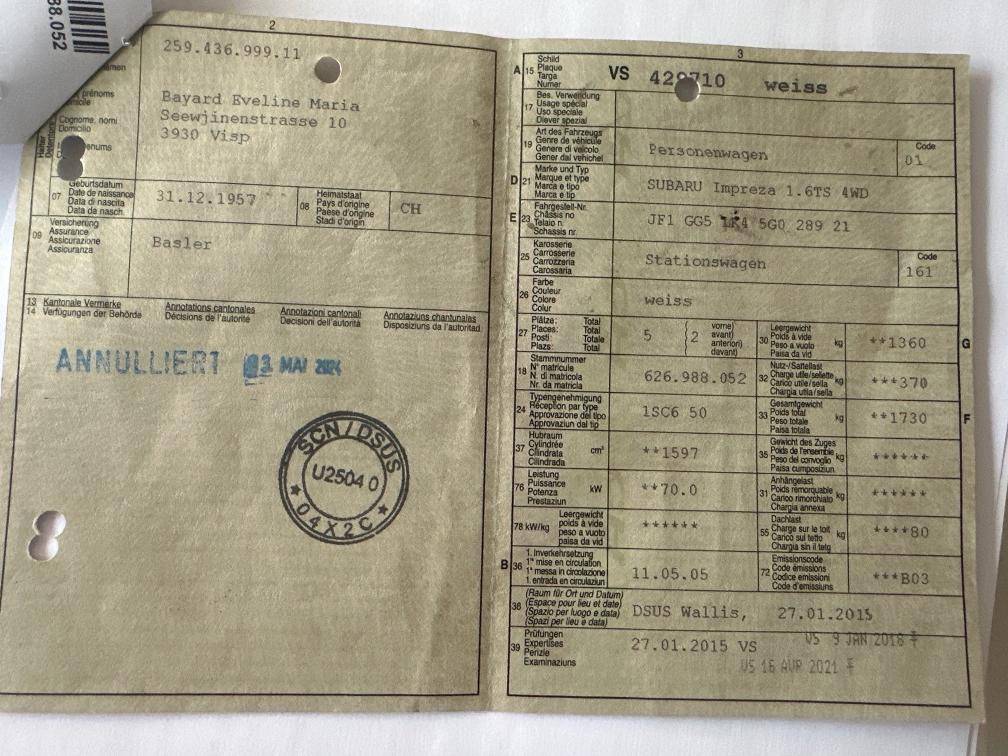 88.052
2
259.436.999.11
prénoms
Cognome, nomi
Domicilio
Bayard Eveline Maria
Seewjinenstrasse 10
3930 Visp
07
Geburtsdatum
Date de naissance
Data di nascita
Data da nasch.
31.12.1957
08
Heimatstaat
Pays d'origine
Paese d'origine
Stadi d'origin
CH
09
Versicherung
Assurance
Assicurazione
Assicuranza
Basler
13 Kantonale Vermerke Annotations cantonales Annotazioni cantonali Annotaziuns chantunalas
14 Verfügungen der Behörde Décisions de l'autorité Decisioni dell'autorità Disposiziuns da l'autoritad
ANNULLIERT 03 MAI 2024
SCN / DSUS
U2504 0
* 04X2C *
3
A 15
Schild
Plaque
Targa
Numer
VS 429710 weiss
17
Bes. Verwendung
Usage spécial
Uso speciale
Diever spezial
19
Art des Fahrzeugs
Genre de véhicule
Genere di veicolo
Gener dal vehichel
Personenwagen
Code
01
D 21
Marke und Typ
Marque et type
Marca e tipo
Marca e tip
SUBARU Impreza 1.6TS 4WD
E 23
Fahrgestell-Nr.
Châssis no
Telaio n.
Schassis nr.
JF1 GG5 5G0 289 21
25
Karosserie
Carrosserie
Carrozzeria
Carossaria
Stationswagen
Code
161
26
Farbe
Couleur
Colore
Colur
weiss
27
Plätze: Total
Places: Total
Posti: Totale
Plazs: Total
5 { 2
vorne)
avant)
anteriori)
davant)
30
Leergewicht
Poids à vide
Peso a vuoto
Paisa da vid
kg
**1360
G
18
Stammnummer
N° matricule
N. di matricola
Nr. da matricla
626.988.052
32
Nutz-/Sattellast
Charge utile/sellette
Carico utile/sella
Chargia utila/sella
kg
***370
24
Typengenehmigung
Réception par type
Approvazione del tipo
Approvaziun dal tip
1SC6 50
33
Gesamtgewicht
Poids total
Peso totale
Paisa totala
kg
**1730
F
37
Hubraum
Cylindrée
Cilindrata
Cilindrada
cm³
**1597
35
Gewicht des Zuges
Poids de l'ensemble
Peso del convoglio
Paisa cumposiziun
kg
******
76
Leistung
Puissance
Potenza
Prestaziun
kW
**70.0
31
Anhängelast
Poids remorquable
Carico rimorchiato
Chargia annexa
kg
******
78 kW/kg
Leergewicht
poids à vide
peso a vuoto
paisa da vid
******
55
Dachlast
Charge sur le toit
Carico sul tetto
Chargia sin il tetg
kg
****80
B 36
1. Inverkehrsetzung
1re mise en circulation
1a messa in circolazione
1. entrada en circulaziun
11.05.05
72
Emissionscode
Code émissions
Codice emissioni
Code d'emissiuns
***B03
38
(Raum für Ort und Datum)
(Espace pour lieu et date)
(Spazio per luogo e data)
(Spazi per lieu e data)
DSUS Wallis, 27.01.2015
39
Prüfungen
Expertises
Perizie
Examinaziuns
27.01.2015 VS
VS 9 JAN 2018
VS 16 AVR 2021